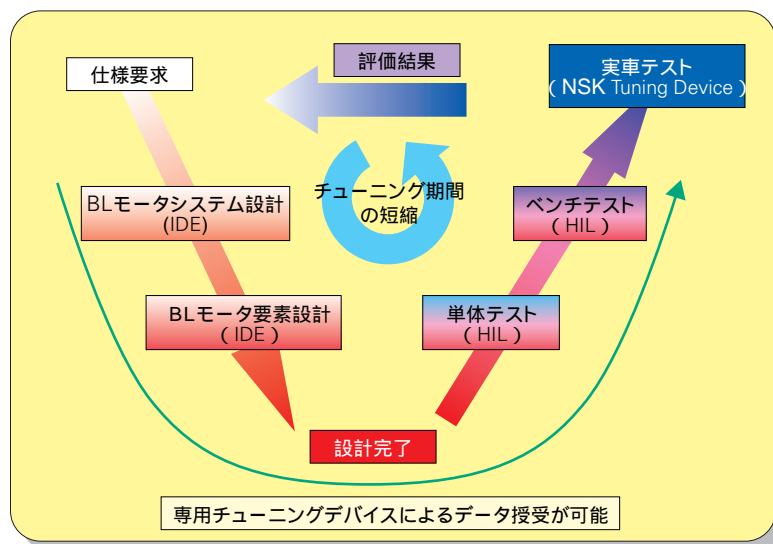 仕様要求
評価結果
実車テスト
( NSK Tuning Device )
チューニング期間
の短縮
BLモータシステム設計
(IDE)
ベンチテスト
( HIL )
BLモータ要素設計
( IDE )
単体テスト
( HIL )
設計完了
専用チューニングデバイスによるデータ授受が可能